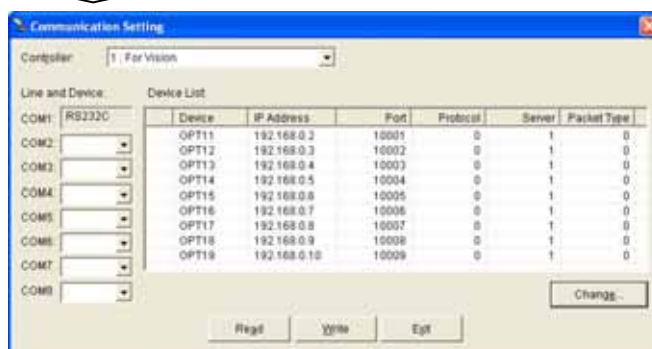 Communication Setting
Controller: 1 : For Vision
Line and Device: Device List:
COM1: RS232C
COM2:
COM3:
COM4:
COM5:
COM6:
COM7:
COM8:
Device IP Address Port Protocol Server Packet Type
OPT11 192.168.0.2 10001 0 1 0
OPT12 192.168.0.3 10002 0 1 0
OPT13 192.168.0.4 10003 0 1 0
OPT14 192.168.0.5 10004 0 1 0
OPT15 192.168.0.6 10005 0 1 0
OPT16 192.168.0.7 10006 0 1 0
OPT17 192.168.0.8 10007 0 1 0
OPT18 192.168.0.9 10008 0 1 0
OPT19 192.168.0.10 10009 0 1 0
Change...
Read Write Exit